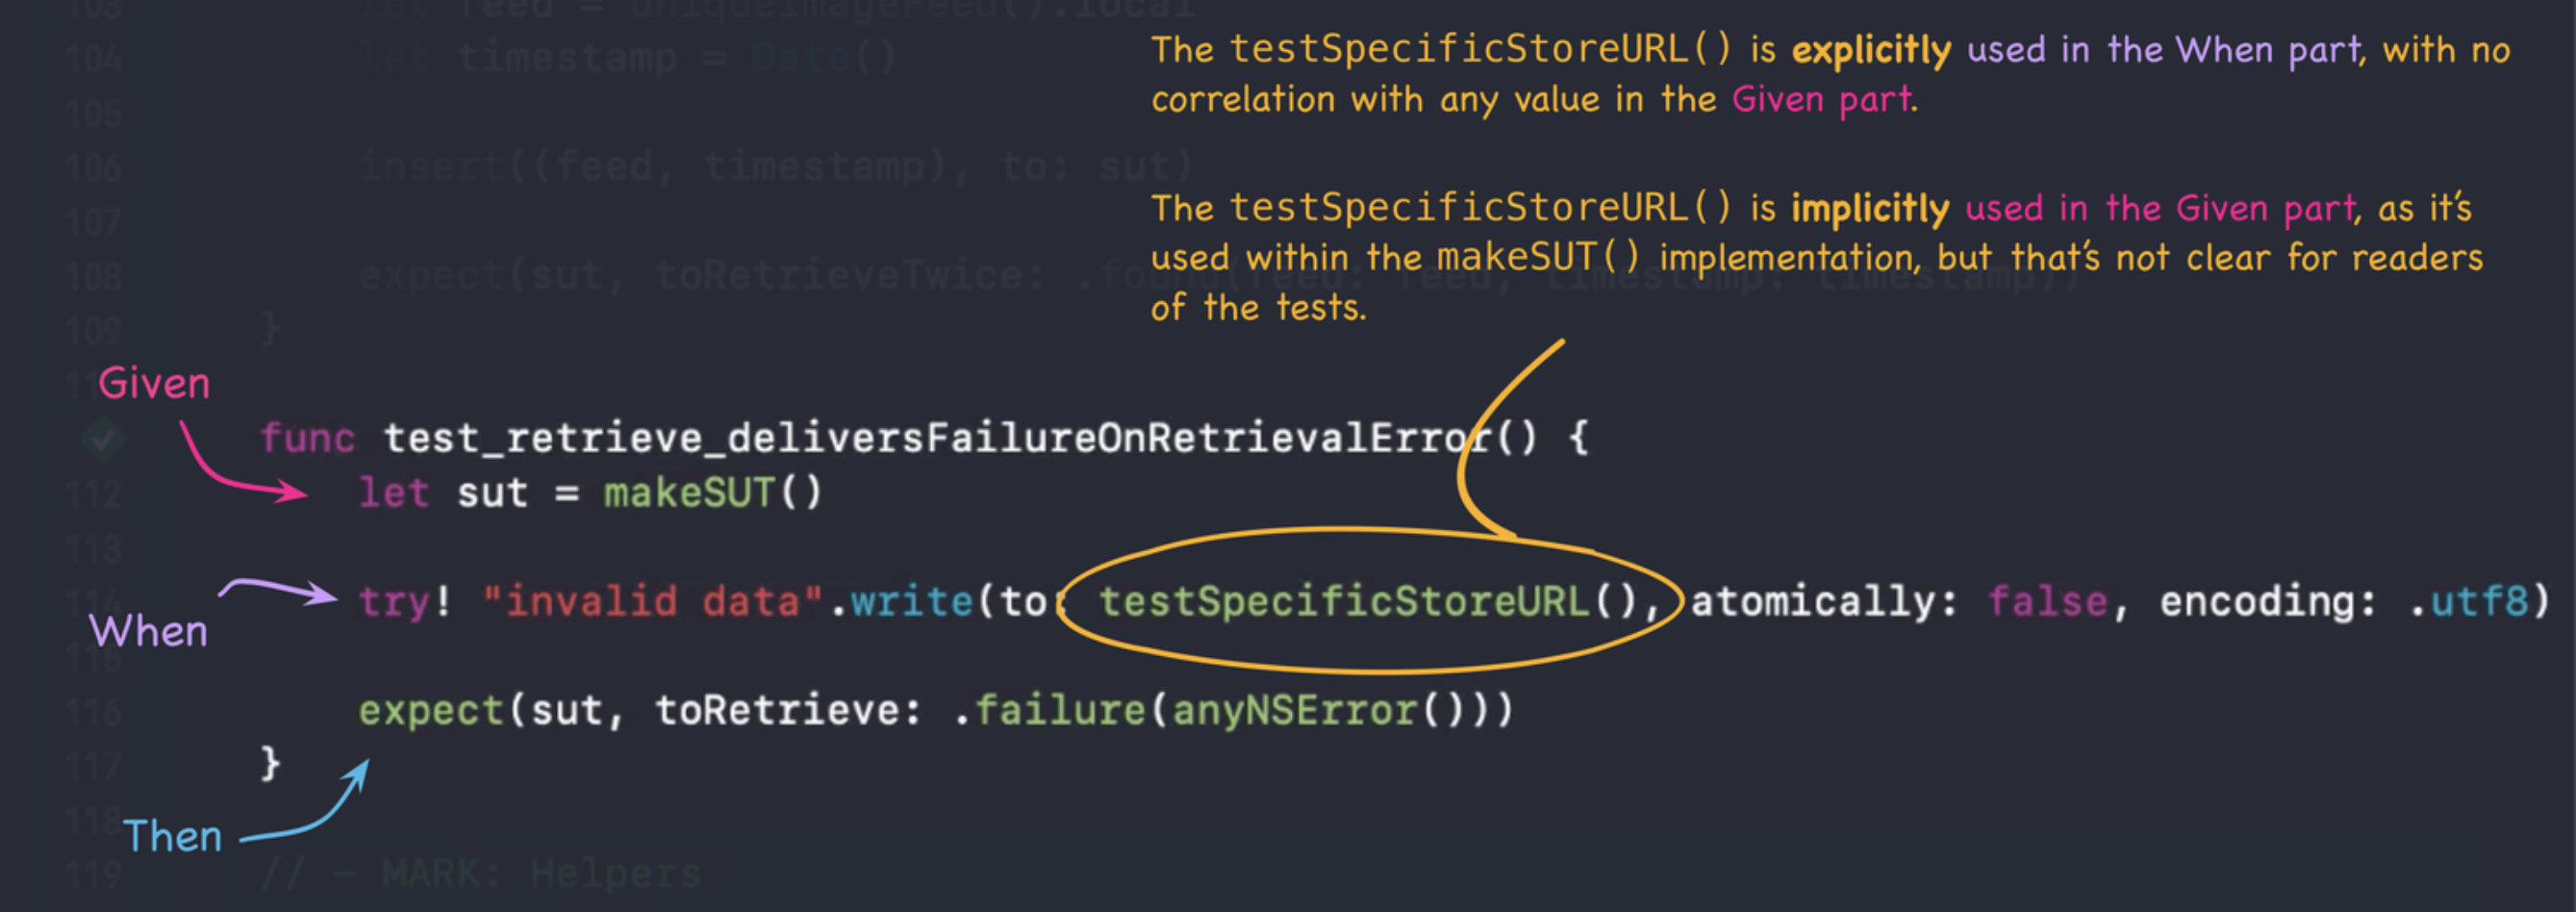 103 let feed = uniqueImageFeed().local
104 let timestamp = Date()
The testSpecificStoreURL() is explicitly used in the When part, with no
correlation with any value in the Given part.
105
106 insert((feed, timestamp), to: sut)
107
The testSpecificStoreURL() is implicitly used in the Given part, as it's
used within the makeSUT() implementation, but that's not clear for readers
of the tests.
108 expect(sut, toRetrieveTwice: .found(feed: feed, timestamp: timestamp))
109 }
Given
func test_retrieve_deliversFailureOnRetrievalError() {
112 let sut = makeSUT()
113
114 try! "invalid data".write(to: testSpecificStoreURL(), atomically: false, encoding: .utf8)
When
115
116 expect(sut, toRetrieve: .failure(anyNSError()))
117 }
118
Then
119 // - MARK: Helpers